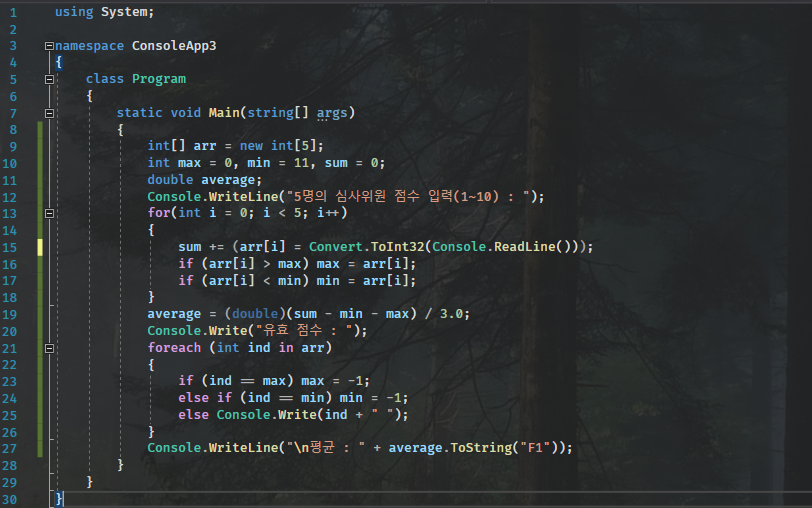 1 using System;
2
3 namespace ConsoleApp3
4 {
5 class Program
6 {
7 static void Main(string[] args)
8 {
9 int[] arr = new int[5];
10 int max = 0, min = 11, sum = 0;
11 double average;
12 Console.WriteLine("5명의 심사위원 점수 입력(1~10) : ");
13 for(int i = 0; i < 5; i++)
14 {
15 sum += (arr[i] = Convert.ToInt32(Console.ReadLine()));
16 if (arr[i] > max) max = arr[i];
17 if (arr[i] < min) min = arr[i];
18 }
19 average = (double)(sum - min - max) / 3.0;
20 Console.Write("유효 점수 : ");
21 foreach (int ind in arr)
22 {
23 if (ind == max) max = -1;
24 else if (ind == min) min = -1;
25 else Console.Write(ind + " ");
26 }
27 Console.WriteLine("\n평균 : " + average.ToString("F1"));
28 }
29 }
30 }